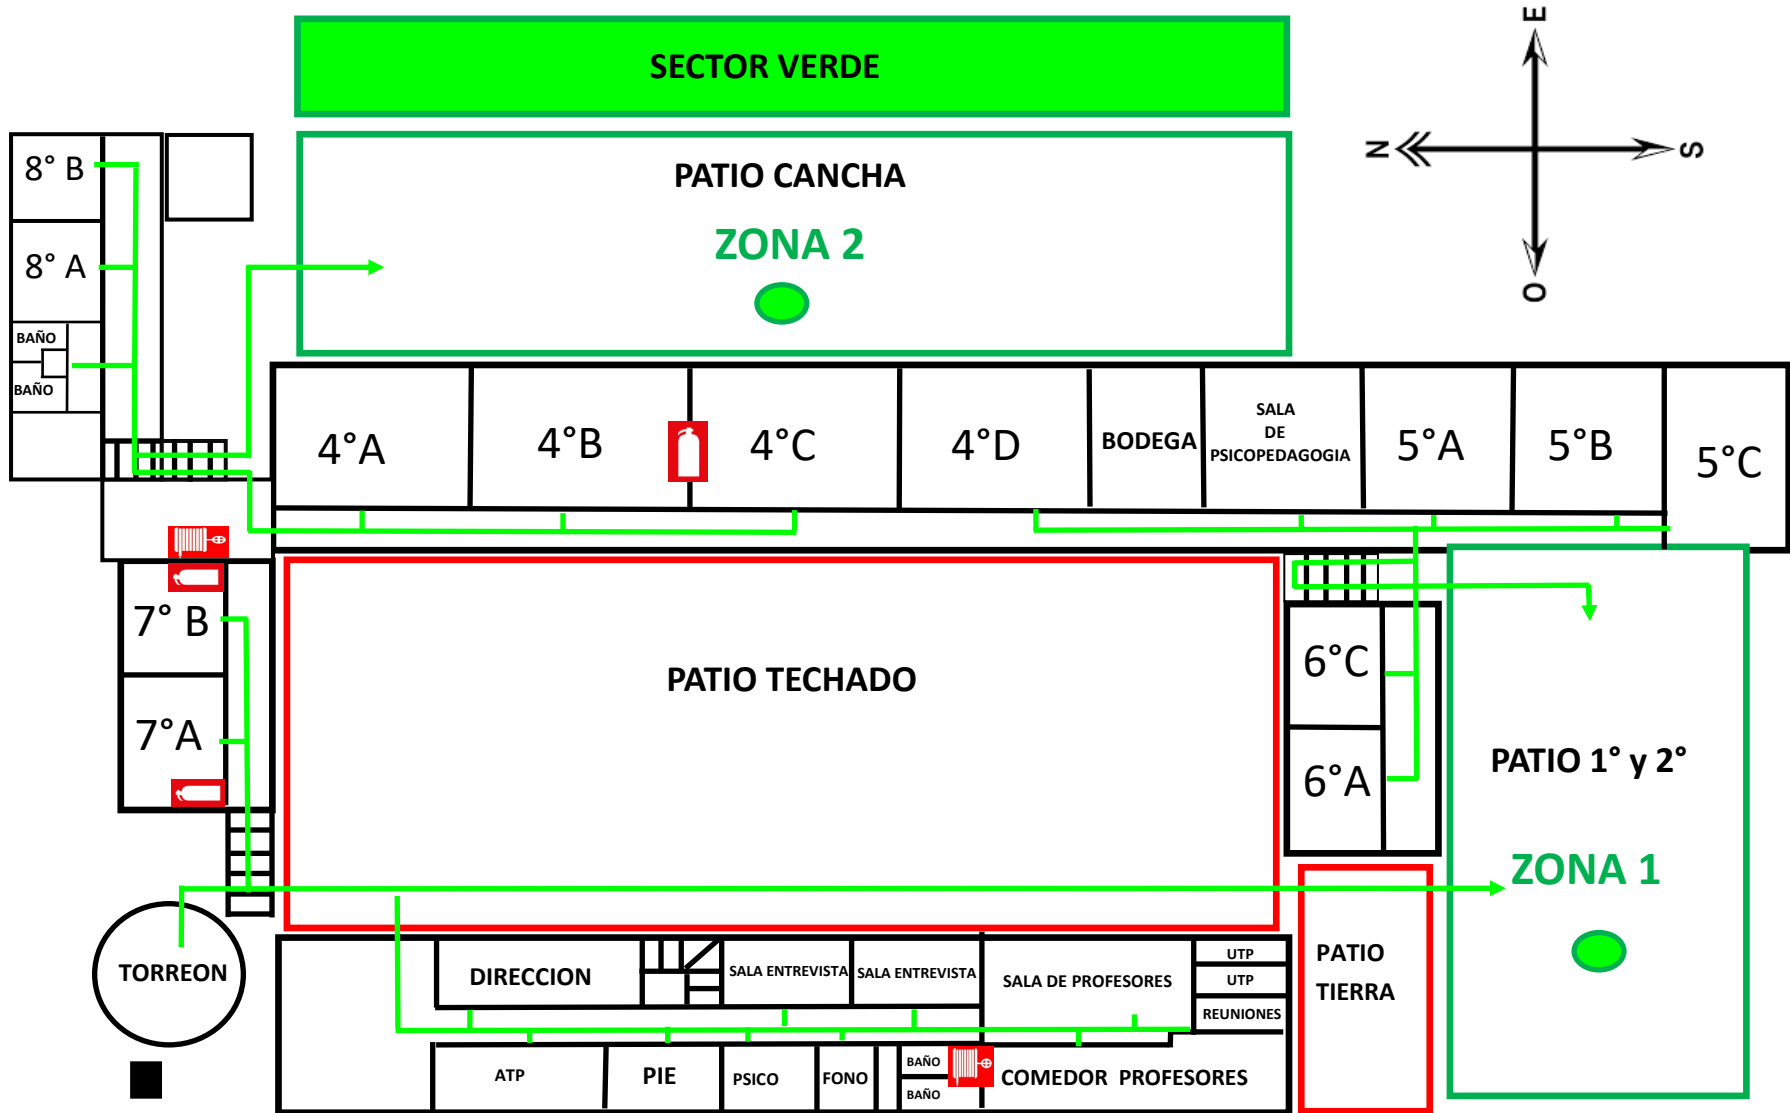 SECTOR VERDE
E
N
S
O
8° B
PATIO CANCHA
ZONA 2
8° A
BAÑO
BAÑO
4°A
4°B
4°C
4°D
BODEGA
SALA
DE
PSICOPEDAGOGIA
5°A
5°B
5°C
7° B
7°A
PATIO TECHADO
6°C
6°A
PATIO 1° y 2°
ZONA 1
TORREON
DIRECCION
SALA ENTREVISTA
SALA ENTREVISTA
SALA DE PROFESORES
UTP
UTP
REUNIONES
PATIO
TIERRA
ATP
PIE
PSICO
FONO
BAÑO
BAÑO
COMEDOR PROFESORES